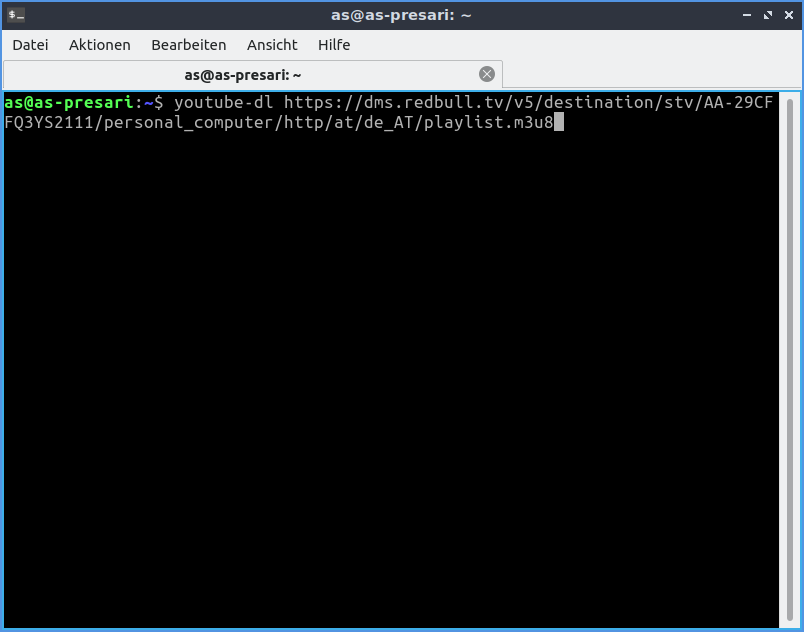 as@as-presari: ~
Datei Aktionen Bearbeiten Ansicht Hilfe
as@as-presari: ~
as@as-presari:~$ youtube-dl https://dms.redbull.tv/v5/destination/stv/AA-29CF
FQ3YS2111/personal_computer/http/at/de_AT/playlist.m3u8